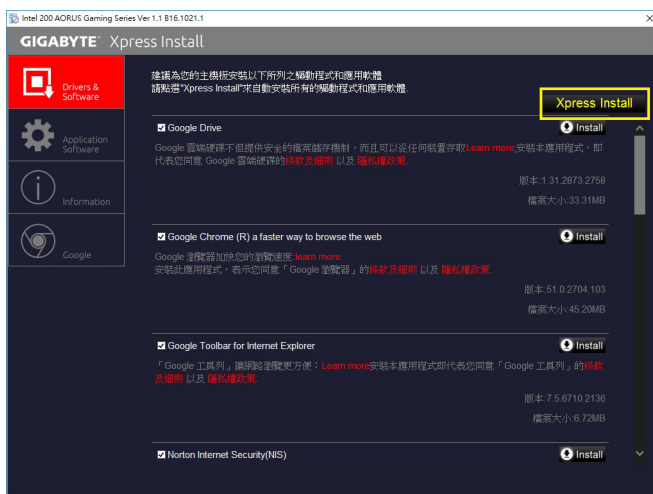 Intel 200 AORUS Gaming Series Ver 1.1 B16.1021.1
GIGABYTE™ Xpress Install
Drivers &
Software
Application
Software
Information
Google
建議為您的主機板安裝以下所列之驅動程式和應用軟體
請點選"Xpress Install"來自動安裝所有的驅動程式和應用軟體.
Xpress Install
Google Drive
Install
Google 雲端硬碟不但提供安全的檔案儲存機制，而且可以從任何裝置存取Learn more,安裝本應用程式，即
代表您同意 Google 雲端硬碟的條款及細則 以及 隱私權政策.
版本:1.31.2873.2758
檔案大小:33.31MB
Google Chrome (R) a faster way to browse the web
Install
Google 瀏覽器加快您的瀏覽速度:learn more
安裝此應用程式，表示您同意「Google 瀏覽器」的條款及細則 以及 隱私權政策.
版本:51.0.2704.103
檔案大小:45.20MB
Google Toolbar for Internet Explorer
Install
「Google 工具列」讓網路瀏覽更方便：Learn more安裝本應用程式即代表您同意「Google 工具列」的條款
及細則 以及 隱私權政策.
版本:7.5.6710.2136
檔案大小:6.72MB
Norton Internet Security(NIS)
Install